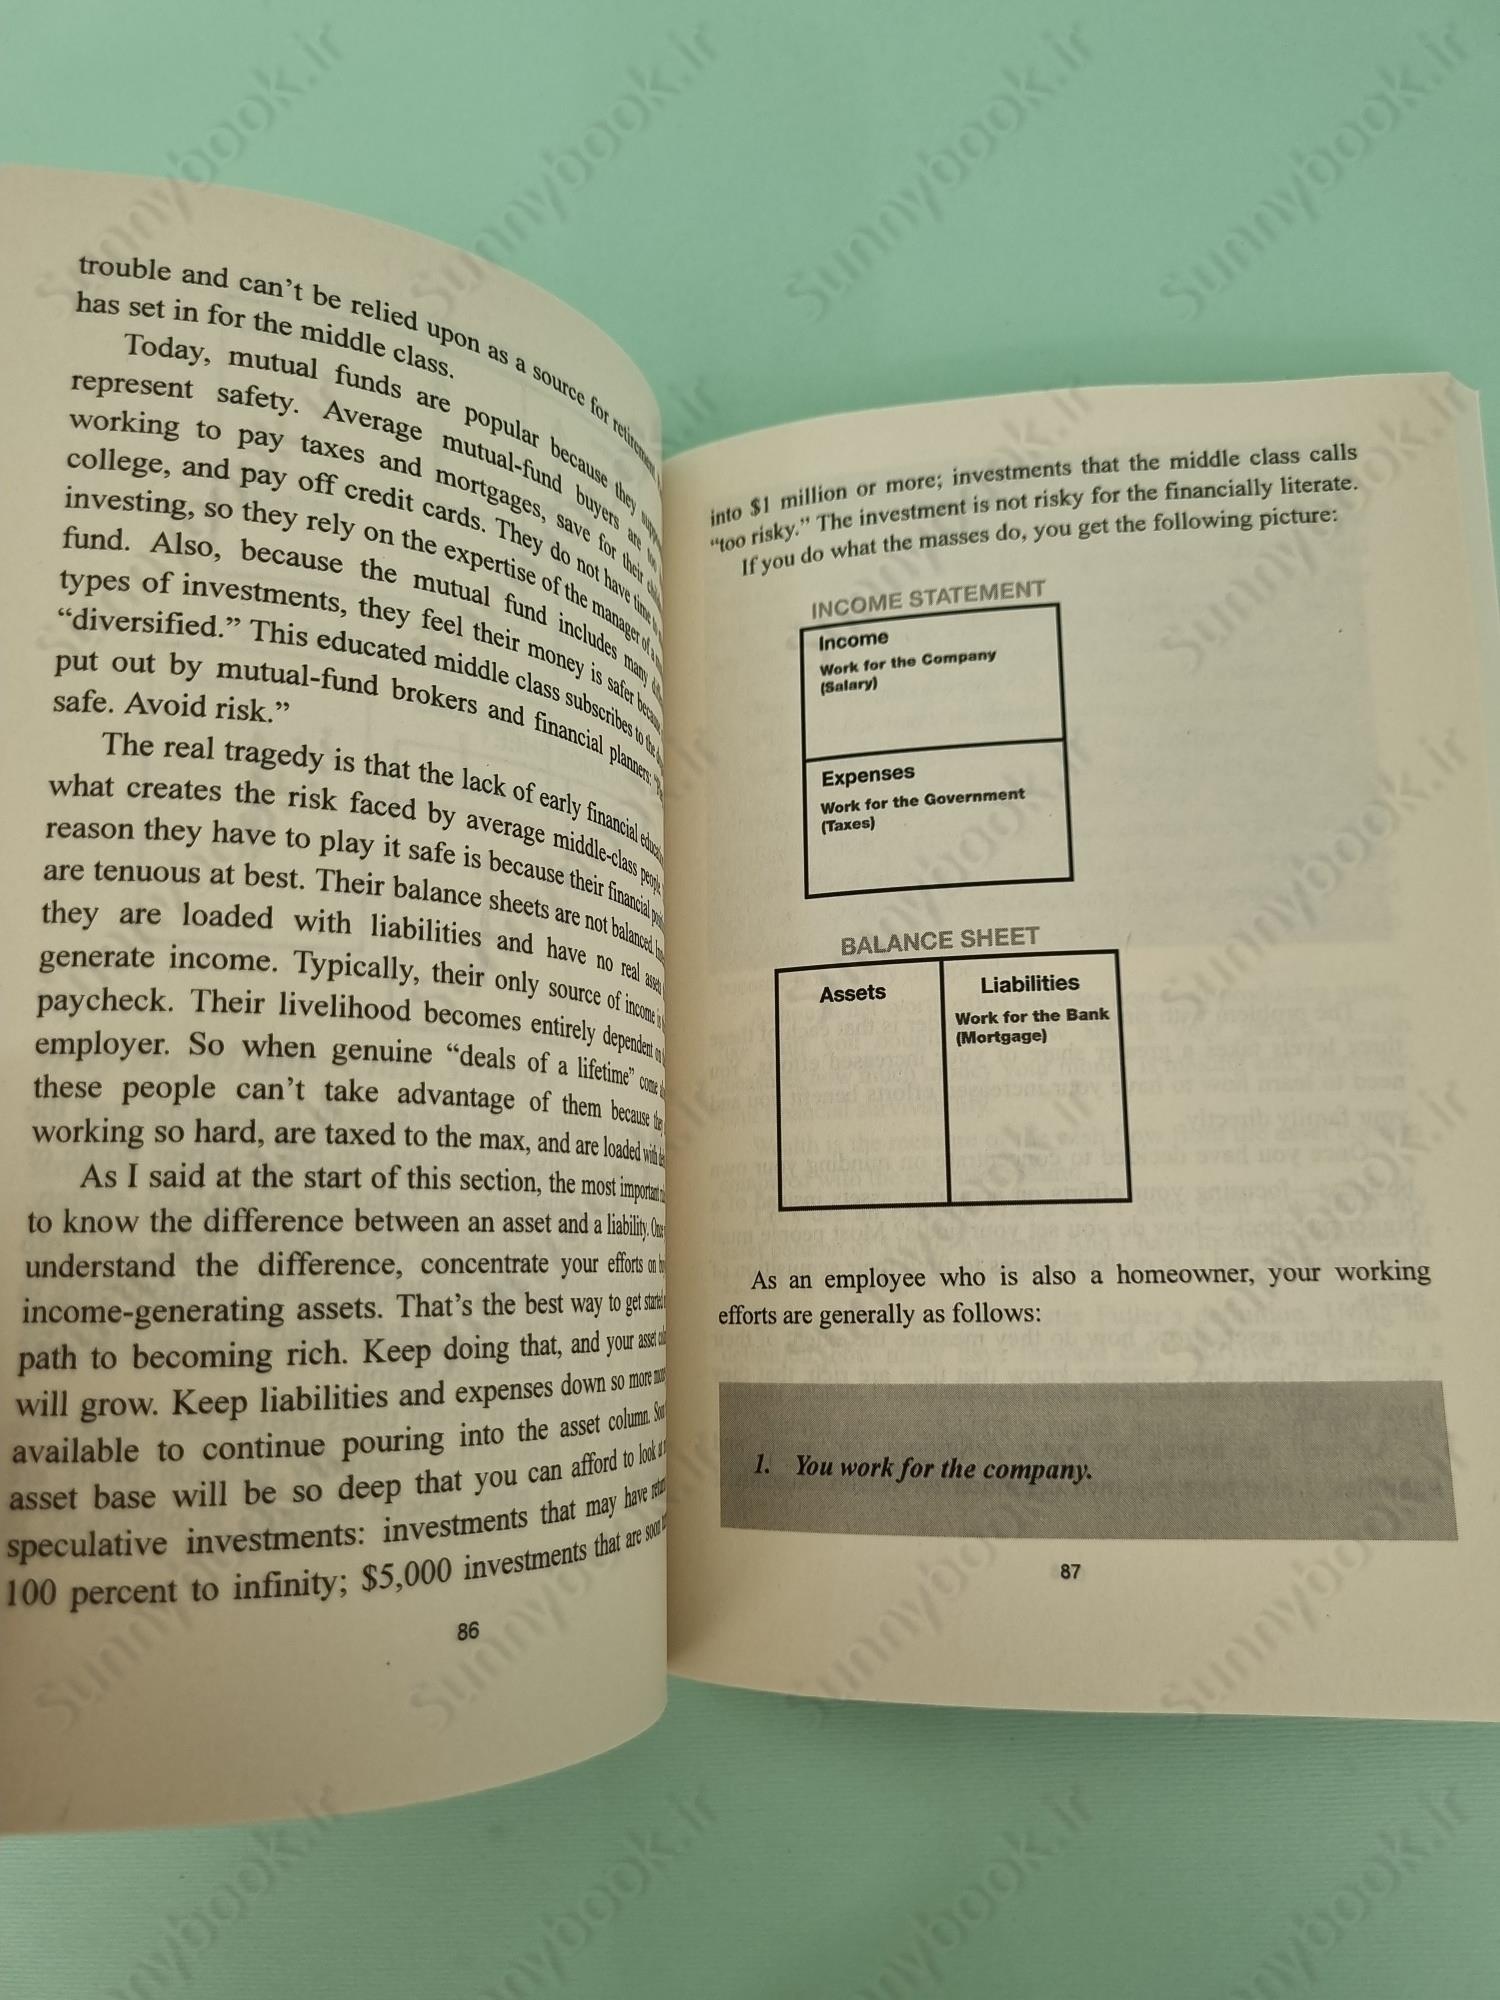 trouble and can't be relied upon as a source for retirement
has set in for the middle class.
Today, mutual funds are popular because they
represent safety. Average mutual-fund buyers are too
working to pay taxes and mortgages, save for their
college, and pay off credit cards. They do not have time to
investing, so they rely on the expertise of the manager of a
fund. Also, because the mutual fund includes many
types of investments, they feel their money is safer
“diversified.” This educated middle class subscribes to the
put out by mutual-fund brokers and financial planners:
safe. Avoid risk.”
The real tragedy is that the lack of early financial
what creates the risk faced by average middle-class people
reason they have to play it safe is because their financial
are tenuous at best. Their balance sheets are not balanced.
they are loaded with liabilities and have no real assets
generate income. Typically, their only source of income is
paycheck. Their livelihood becomes entirely dependent on
employer. So when genuine “deals of a lifetime” come
these people can't take advantage of them because
working so hard, are taxed to the max, and are loaded with
As I said at the start of this section, the most important
to know the difference between an asset and a liability.
understand the difference, concentrate your efforts on
income-generating assets. That's the best way to get started
path to becoming rich. Keep doing that, and your asset
will grow. Keep liabilities and expenses down so more
available to continue pouring into the asset column.
asset base will be so deep that you can afford to look at
speculative investments: investments that may have
100 percent to infinity; $5,000 investments that are soon
86
into $1 million or more; investments that the middle class calls
“too risky.” The investment is not risky for the financially literate.
If you do what the masses do, you get the following picture:
INCOME STATEMENT
Income
Work for the Company
(Salary)
Expenses
Work for the Government
(Taxes)
BALANCE SHEET
Assets
Liabilities
Work for the Bank
(Mortgage)
As an employee who is also a homeowner, your working
efforts are generally as follows:
1. You work for the company.
87
sunnybook.ir